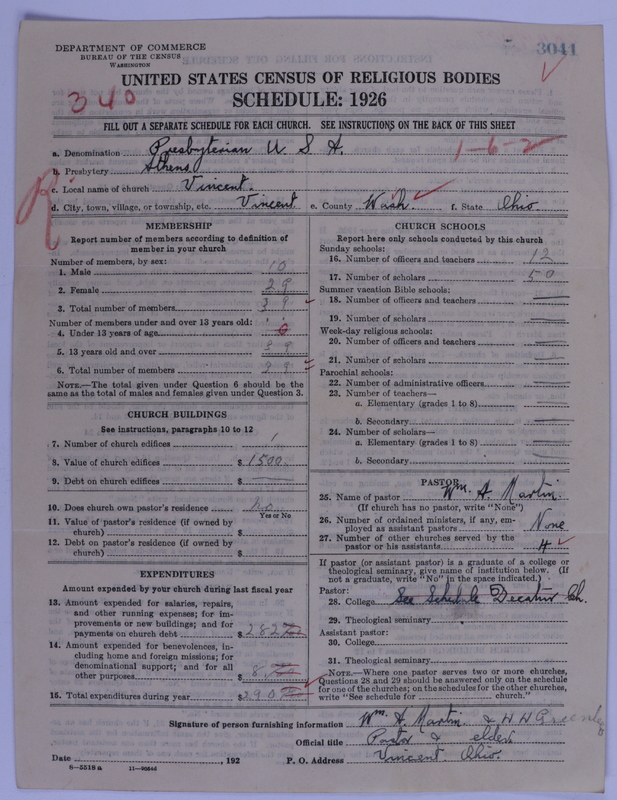 DEPARTMENT OF COMMERCE
BUREAU OF THE CENSUS
WASHINGTON
3041
UNITED STATES CENSUS OF RELIGIOUS BODIES
340
SCHEDULE: 1926
FILL OUT A SEPARATE SCHEDULE FOR EACH CHURCH. SEE INSTRUCTIONS ON THE BACK OF THIS SHEET
a. Denomination Presbyterian U. S. A. 1-6-2
b. Presbytery Athens
c. Local name of church Vincent.
d. City, town, village, or township, etc. Vincent e. County Wash. f. State Ohio.
MEMBERSHIP
Report number of members according to definition of
member in your church
Number of members, by sex:
1. Male 10
2. Female 29
3. Total number of members 39
Number of members under and over 13 years old:
4. Under 13 years of age 0
5. 13 years old and over 39
6. Total number of members 39
NOTE.—The total given under Question 6 should be
same as the total of males and females given under Question 3.
CHURCH BUILDINGS
See instructions, paragraphs 10 to 12
7. Number of church edifices 1
8. Value of church edifices $ 1500.
9. Debt on church edifices $
10. Does church own pastor's residence No
Yes or No
11. Value of pastor's residence (if owned by
church) $
12. Debt on pastor's residence (if owned by
church) $
EXPENDITURES
Amount expended by your church during last fiscal year
13. Amount expended for salaries, repairs,
and other running expenses; for im-
provements or new buildings; and for
payments on church debt $ 282
14. Amount expended for benevolences, in-
cluding home and foreign missions; for
denominational support; and for all
other purposes $ 8
15. Total expenditures during year $ 290
CHURCH SCHOOLS
Report here only schools conducted by this church
Sunday schools:
16. Number of officers and teachers 12
17. Number of scholars 50
Summer vacation Bible schools:
18. Number of officers and teachers
19. Number of scholars
Week-day religious schools:
20. Number of officers and teachers
21. Number of scholars
Parochial schools:
22. Number of administrative officers
23. Number of teachers—
a. Elementary (grades 1 to 8)
b. Secondary
24. Number of scholars—
a. Elementary (grades 1 to 8)
b. Secondary
PASTOR
25. Name of pastor Wm. H. Martin.
(If church has no pastor, write "None")
26. Number of ordained ministers, if any, em-
ployed as assistant pastors None
27. Number of other churches served by the
pastor or his assistants 4
If pastor (or assistant pastor) is a graduate of a college or
theological seminary, give name of institution below. (If
not a graduate, write "No" in the space indicated.)
Pastor:
28. College See Schedule Decatur Ch.
29. Theological seminary
Assistant pastor:
30. College
31. Theological seminary
NOTE.—Where one pastor serves two or more churches,
Questions 28 and 29 should be answered only on the schedule
for one of the churches; on the schedules for the other churches,
write "See schedule for church."
Signature of person furnishing information Wm. H. Martin & H H
Official title Pastor & elder
Date , 192 P. O. Address Vincent Ohio.
8—5518 a